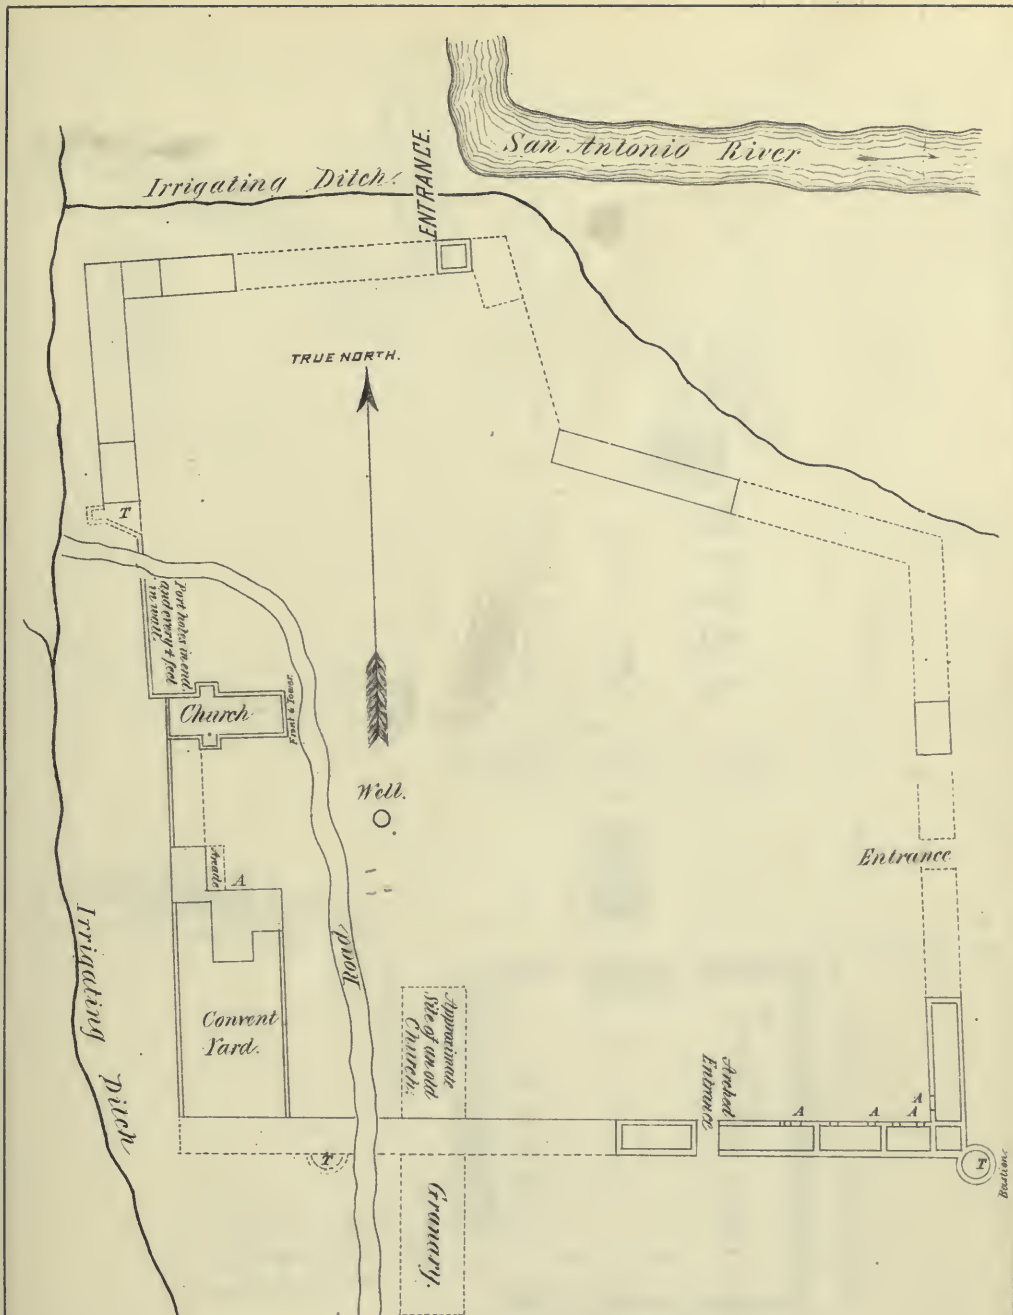 San Antonio River
ENTRANCE.
Irrigating Ditch.
TRUE NORTH.
T
Port holes in end
and every 4 feet
in wall.
Church
Front & Tower
Well.
Arcade
A
Entrance
Irrigating Ditch
Road
Convent
Yard.
Approximate
Site of an old
Church.
Arched
Entrance
A
A
A
A
T
T
Bastion
Granary.